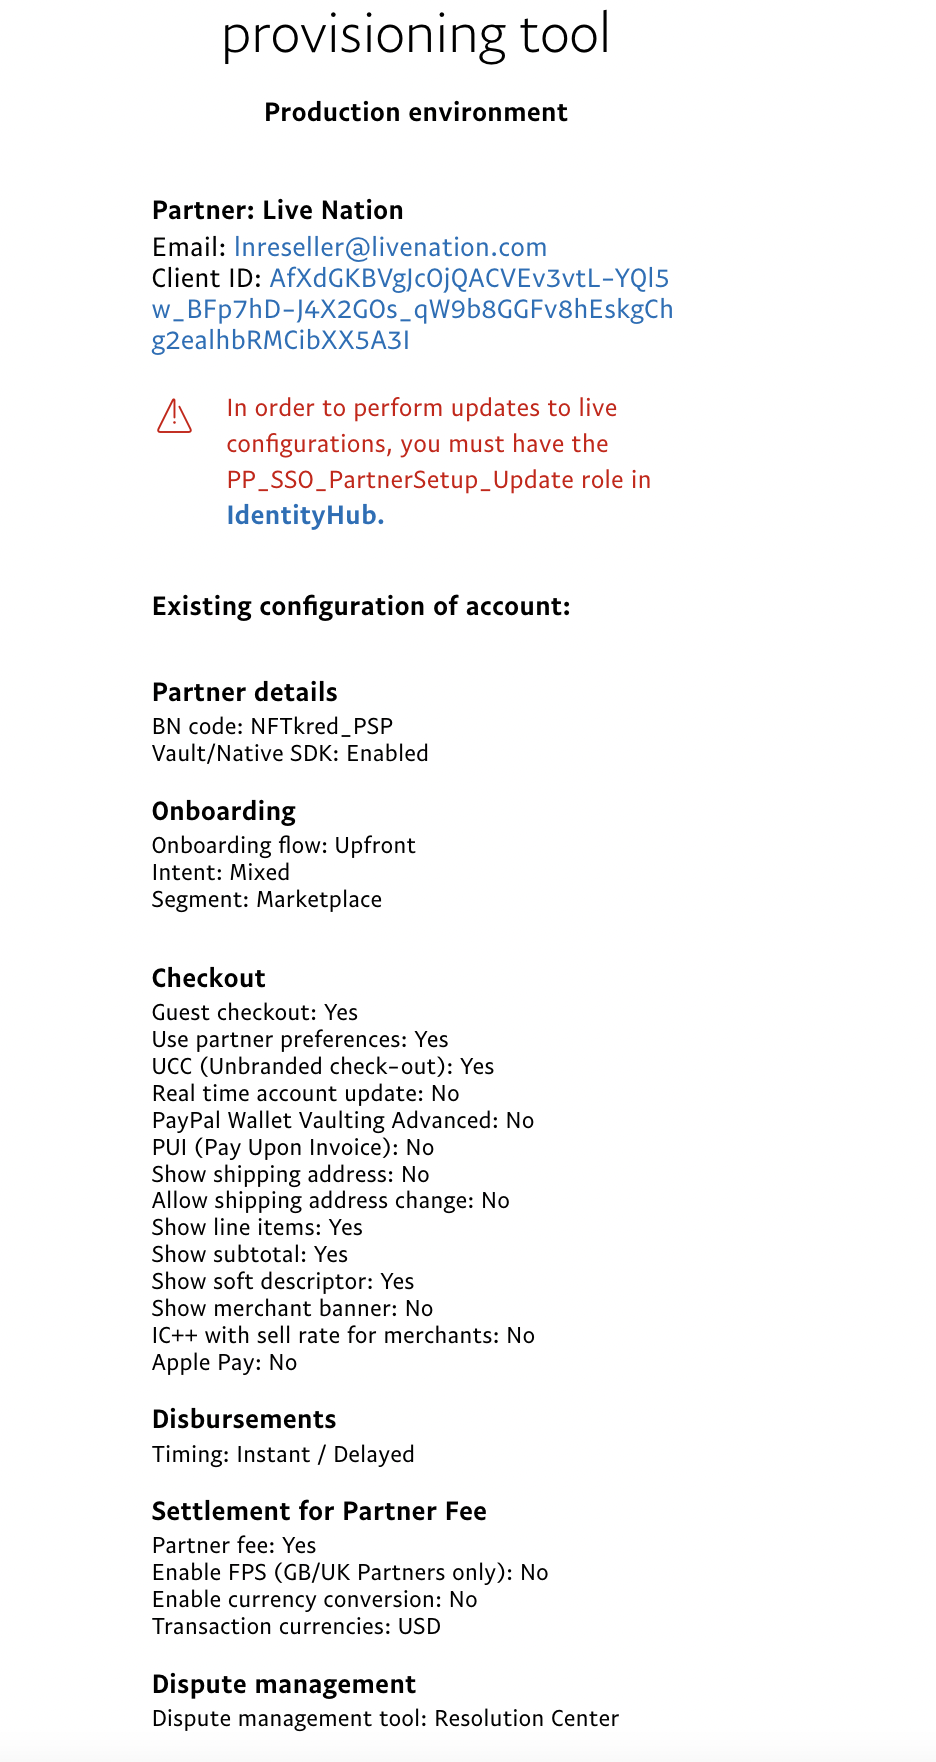 provisioning tool
Production environment
Partner: Live Nation
Email: lnreseller@livenation.com
Client ID: AfXdGKBVgJcOjQACVEv3vtL-YQl5
w_BFp7hD-J4X2GOs_qW9b8GGFv8hEskgCh
g2ealhbRMCibXX5A3I
In order to perform updates to live
configurations, you must have the
PP_SSO_PartnerSetup_Update role in
IdentityHub.
Existing configuration of account:
Partner details
BN code: NFTkred_PSP
Vault/Native SDK: Enabled
Onboarding
Onboarding flow: Upfront
Intent: Mixed
Segment: Marketplace
Checkout
Guest checkout: Yes
Use partner preferences: Yes
UCC (Unbranded check-out): Yes
Real time account update: No
PayPal Wallet Vaulting Advanced: No
PUI (Pay Upon Invoice): No
Show shipping address: No
Allow shipping address change: No
Show line items: Yes
Show subtotal: Yes
Show soft descriptor: Yes
Show merchant banner: No
IC++ with sell rate for merchants: No
Apple Pay: No
Disbursements
Timing: Instant / Delayed
Settlement for Partner Fee
Partner fee: Yes
Enable FPS (GB/UK Partners only): No
Enable currency conversion: No
Transaction currencies: USD
Dispute management
Dispute management tool: Resolution Center